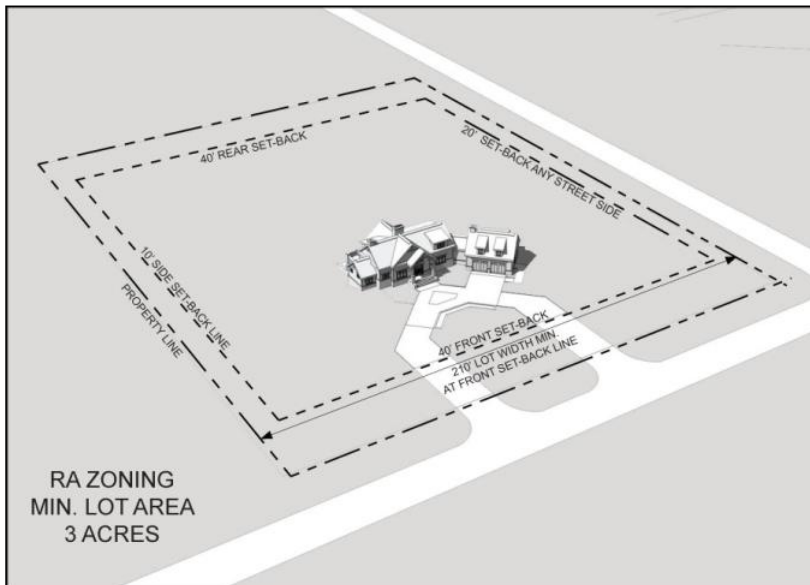 40' REAR SET-BACK
20' SET-BACK ANY STREET SIDE
10' SIDE SET-BACK LINE
PROPERTY LINE
40' FRONT SET-BACK
210' LOT WIDTH MIN.
AT FRONT SET-BACK LINE
RA ZONING
MIN. LOT AREA
3 ACRES